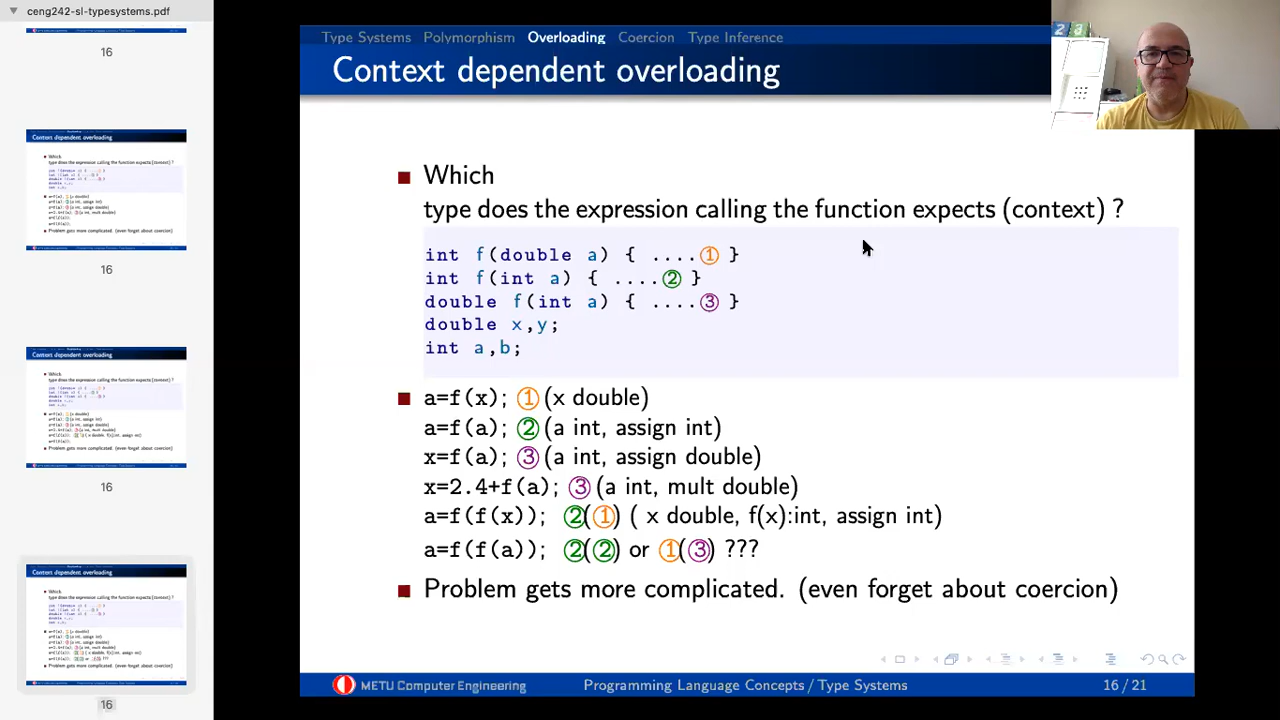 ceng242-sl-typesystems.pdf
16
16
16
16
Type Systems Polymorphism Overloading Coercion Type Inference
Context dependent overloading
Which
type does the expression calling the function expects (context) ?
int f(double a) { ....① }
int f(int a) { ....② }
double f(int a) { ....③ }
double x,y;
int a,b;
a=f(x); ① (x double)
a=f(a); ② (a int, assign int)
x=f(a); ③ (a int, assign double)
x=2.4+f(a); ③ (a int, mult double)
a=f(f(x)); ②(①) ( x double, f(x):int, assign int)
a=f(f(a)); ②(②) or ①(③) ???
Problem gets more complicated. (even forget about coercion)
METU Computer Engineering Programming Language Concepts / Type Systems 16 / 21